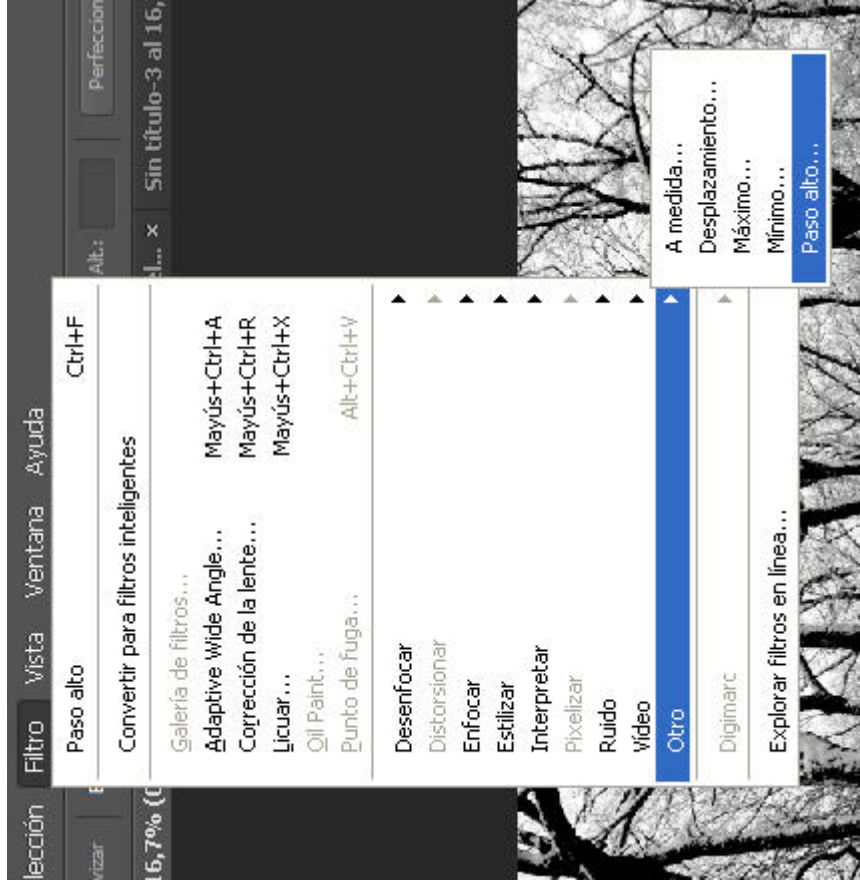 lección Filtro Vista Ventana Ayuda
vizar Alt.: Perfeccion
16,7% (C el... × Sin título-3 al 16,
Paso alto Ctrl+F
Convertir para filtros inteligentes
Galería de filtros...
Adaptive Wide Angle... Mayús+Ctrl+A
Corrección de la lente... Mayús+Ctrl+R
Licuar... Mayús+Ctrl+X
Oil Paint...
Punto de fuga... Alt+Ctrl+V
Desenfocar
Distorsionar
Enfocar
Estilizar
Interpretar
Pixelizar
Ruido
Vídeo
Otro
Digimarc
Explorar filtros en línea...
A medida...
Desplazamiento...
Máximo...
Mínimo...
Paso alto...